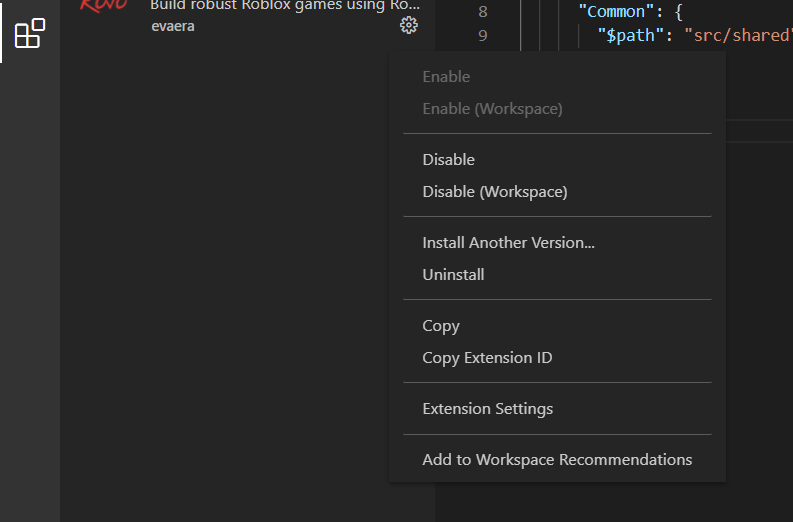 Rojo
Build robust Roblox games using Ro...
evaera
8 "Common": {
9 "$path": "src/shared"
Enable
Enable (Workspace)
Disable
Disable (Workspace)
Install Another Version...
Uninstall
Copy
Copy Extension ID
Extension Settings
Add to Workspace Recommendations